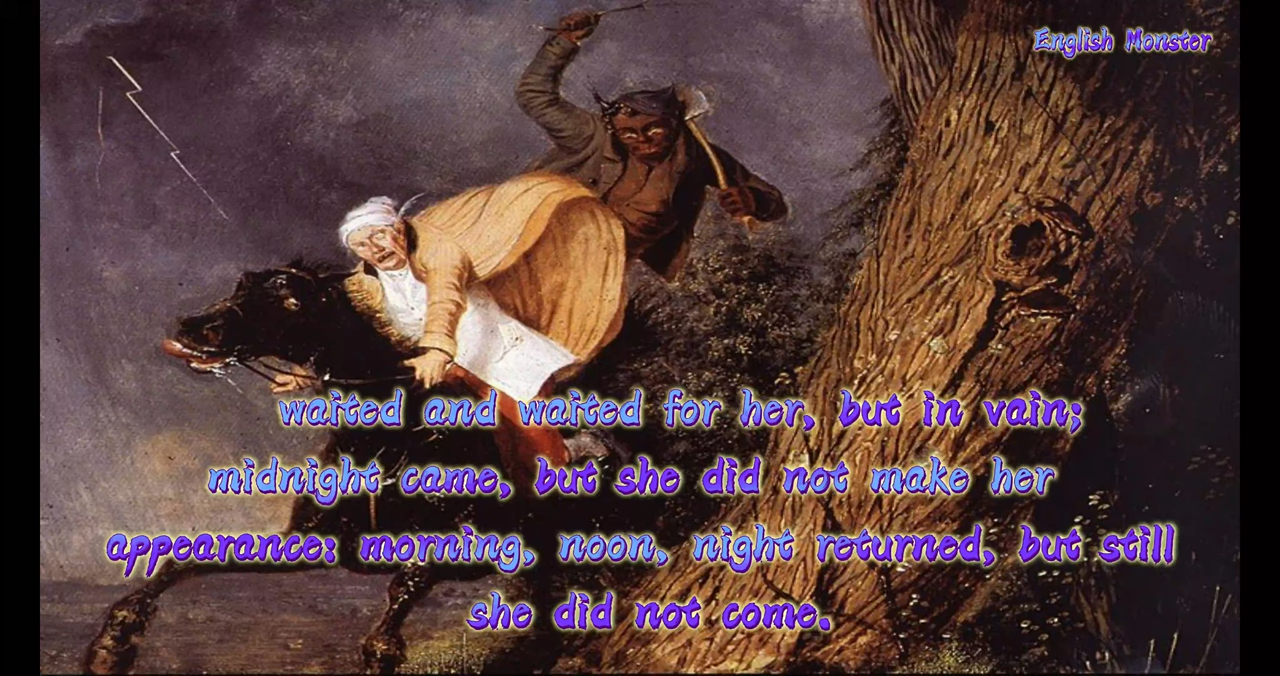 English Monster
waited and waited for her, but in vain;
midnight came, but she did not make her
appearance: morning, noon, night returned, but still
she did not come.